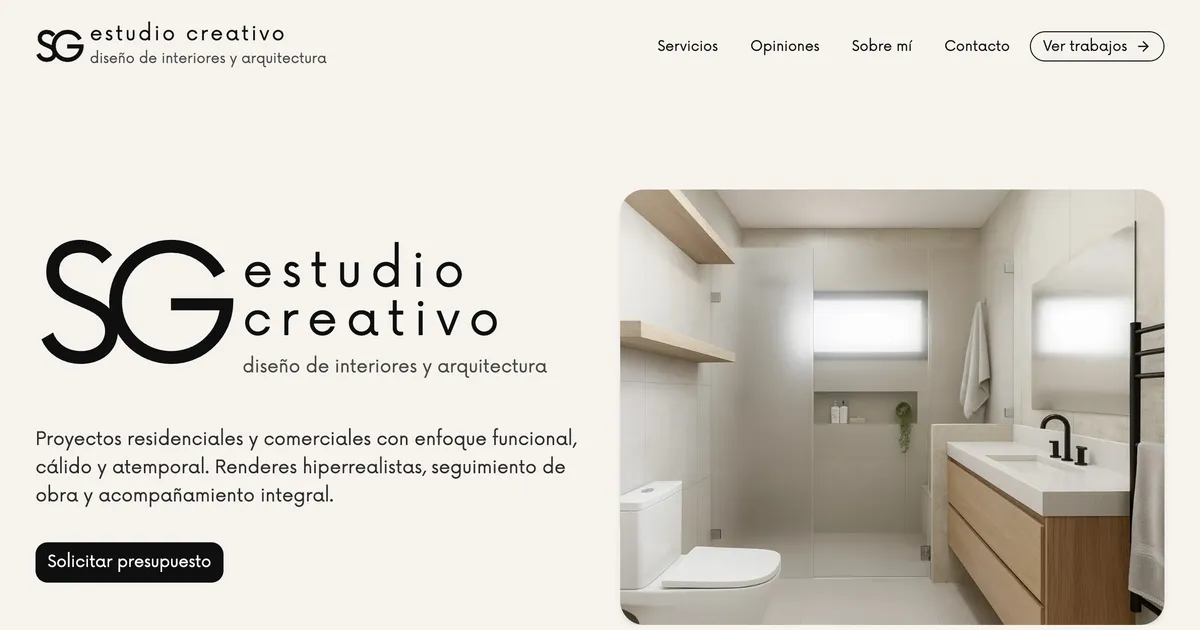 SG estudio creativo
diseño de interiores y arquitectura
Servicios
Opiniones
Sobre mí
Contacto
Ver trabajos →
SG estudio
creativo
diseño de interiores y arquitectura
Proyectos residenciales y comerciales con enfoque funcional,
cálido y atemporal. Renderes hiperrealistas, seguimiento de
obra y acompañamiento integral.
Solicitar presupuesto